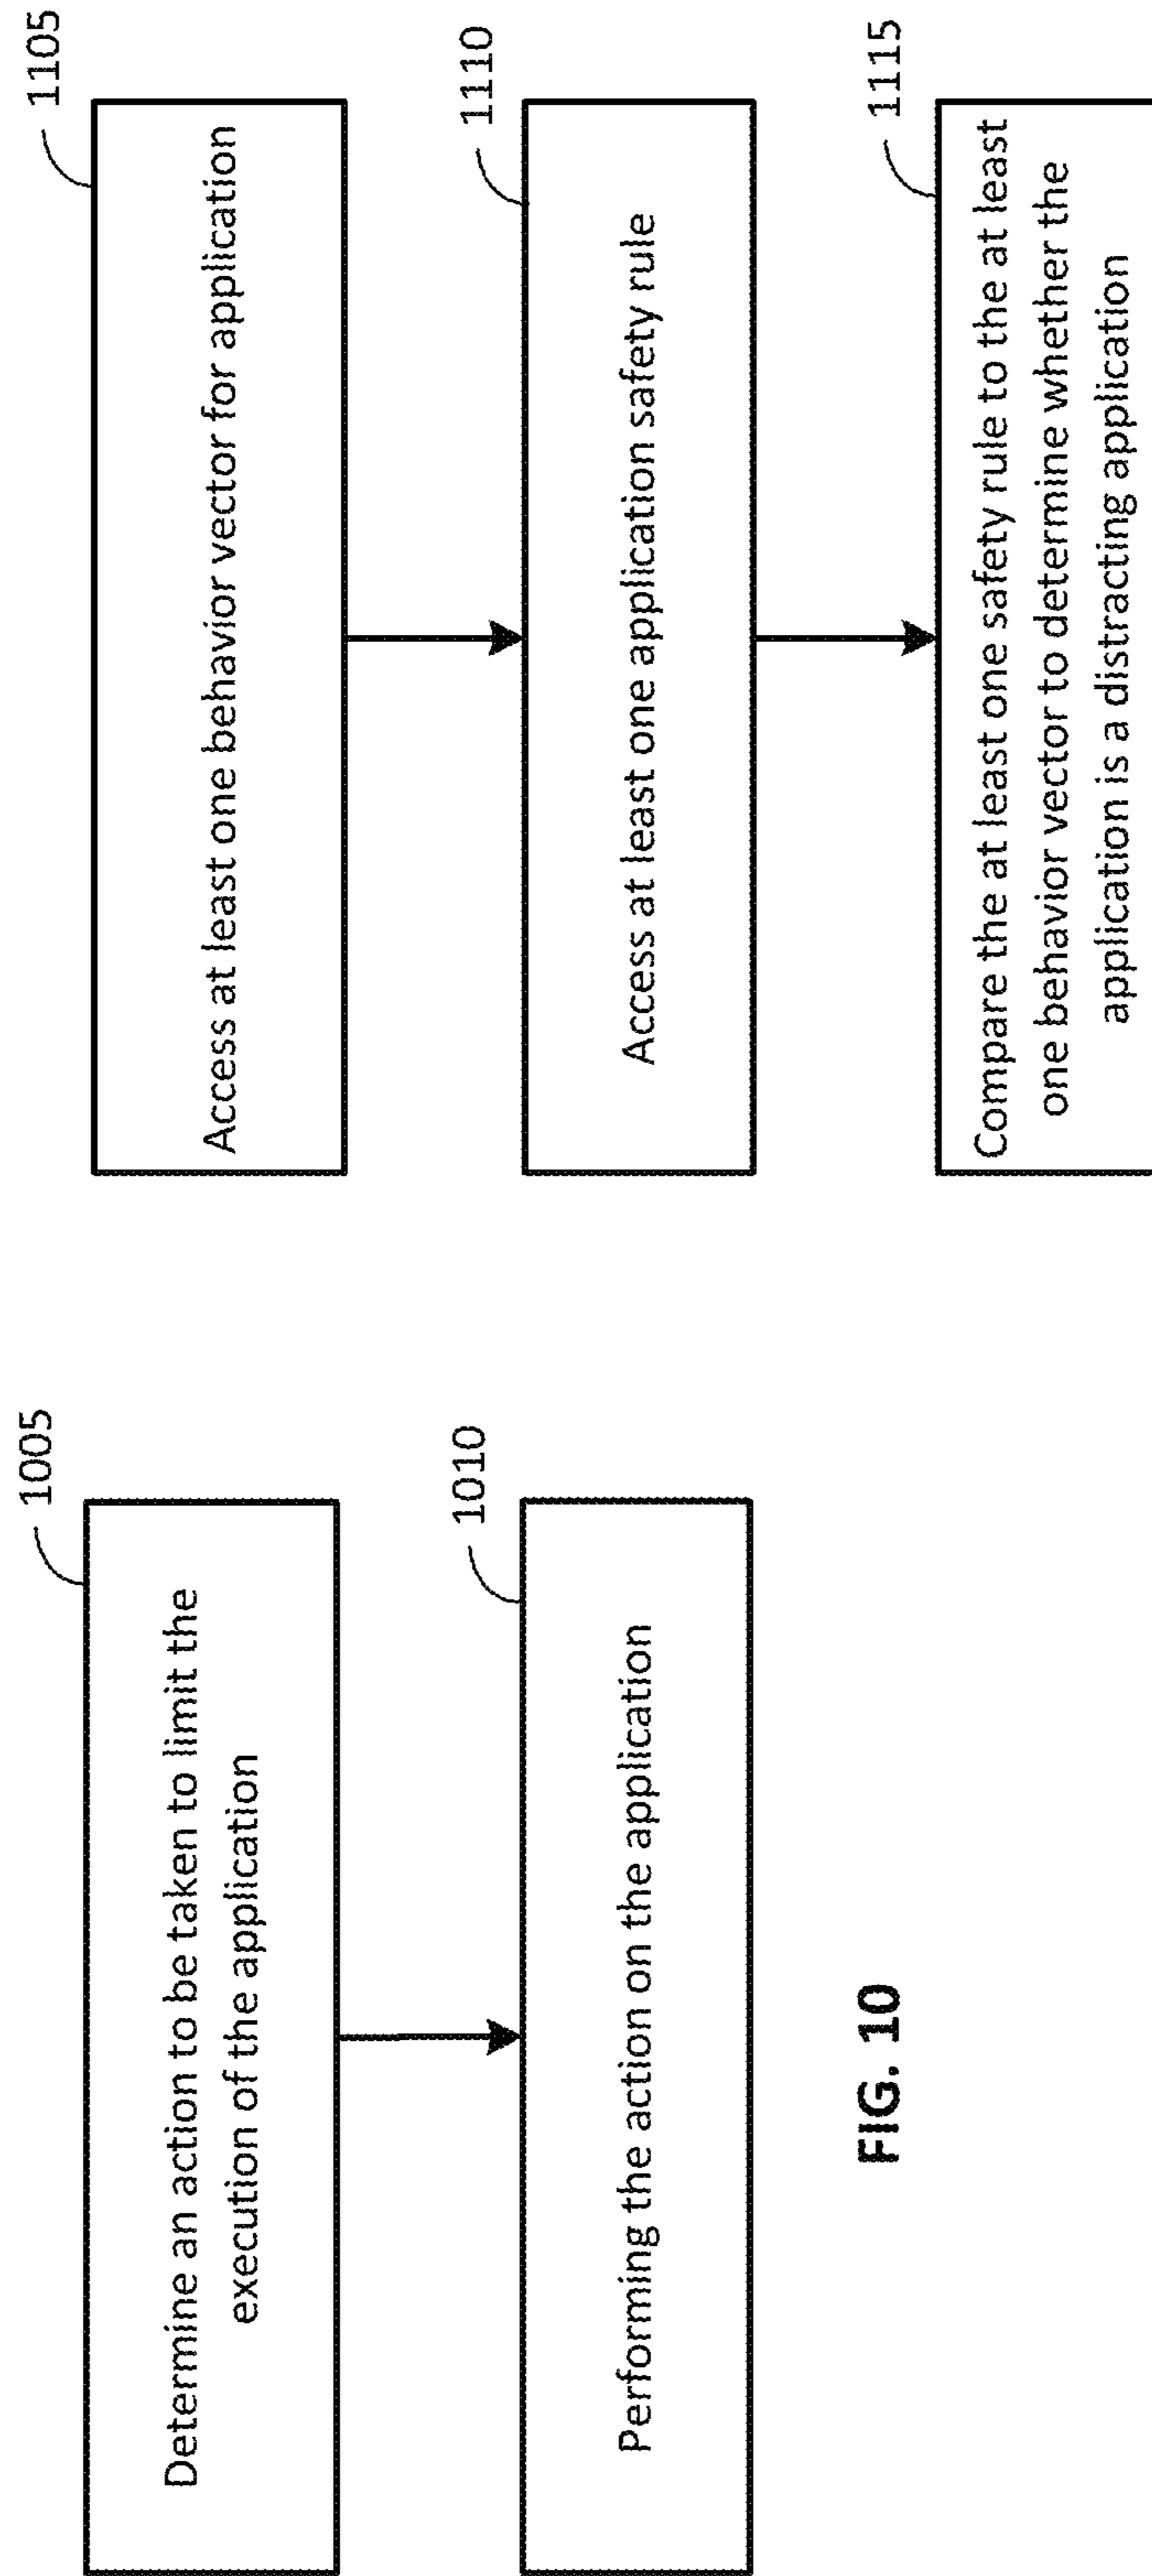 1005
Determine an action to be taken to limit the
execution of the application
1010
Performing the action on the application
FIG. 10
1105
Access at least one behavior vector for application
1110
Access at least one application safety rule
1115
Compare the at least one safety rule to the at least
one behavior vector to determine whether the
application is a distracting application